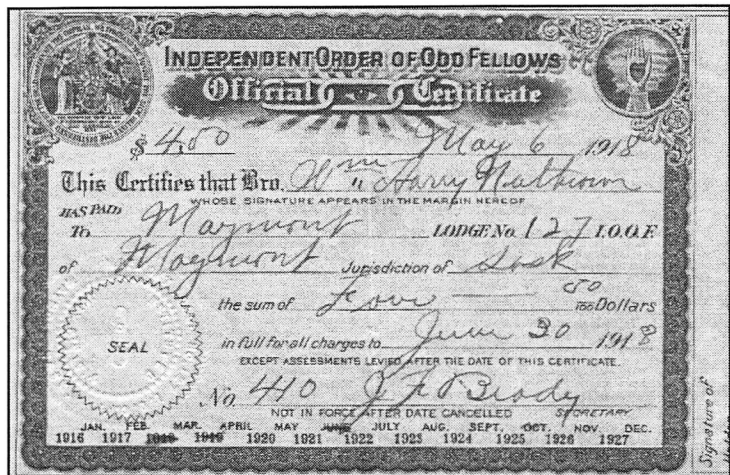 INDEPENDENT ORDER OF ODD FELLOWS
Official Certificate
$ 4.50 May 6 1918
This Certifies that Bro. Wm Harry
WHOSE SIGNATURE APPEARS IN THE MARGIN HEREOF
HAS PAID
To Maymont LODGE No. 127 I.O.O.F.
of Maymont Jurisdiction of Sask
the sum of Four 50/100 Dollars
SEAL
in full for all charges to June 30 1918
EXCEPT ASSESSMENTS LEVIED AFTER THE DATE OF THIS CERTIFICATE.
No. 410 J. F. Brody
NOT IN FORCE AFTER DATE CANCELLED SECRETARY
JAN. FEB. MAR. APRIL MAY JUNE JULY AUG. SEPT. OCT. NOV. DEC.
1916 1917 1918 1919 1920 1921 1922 1923 1924 1925 1926 1927
Signature of